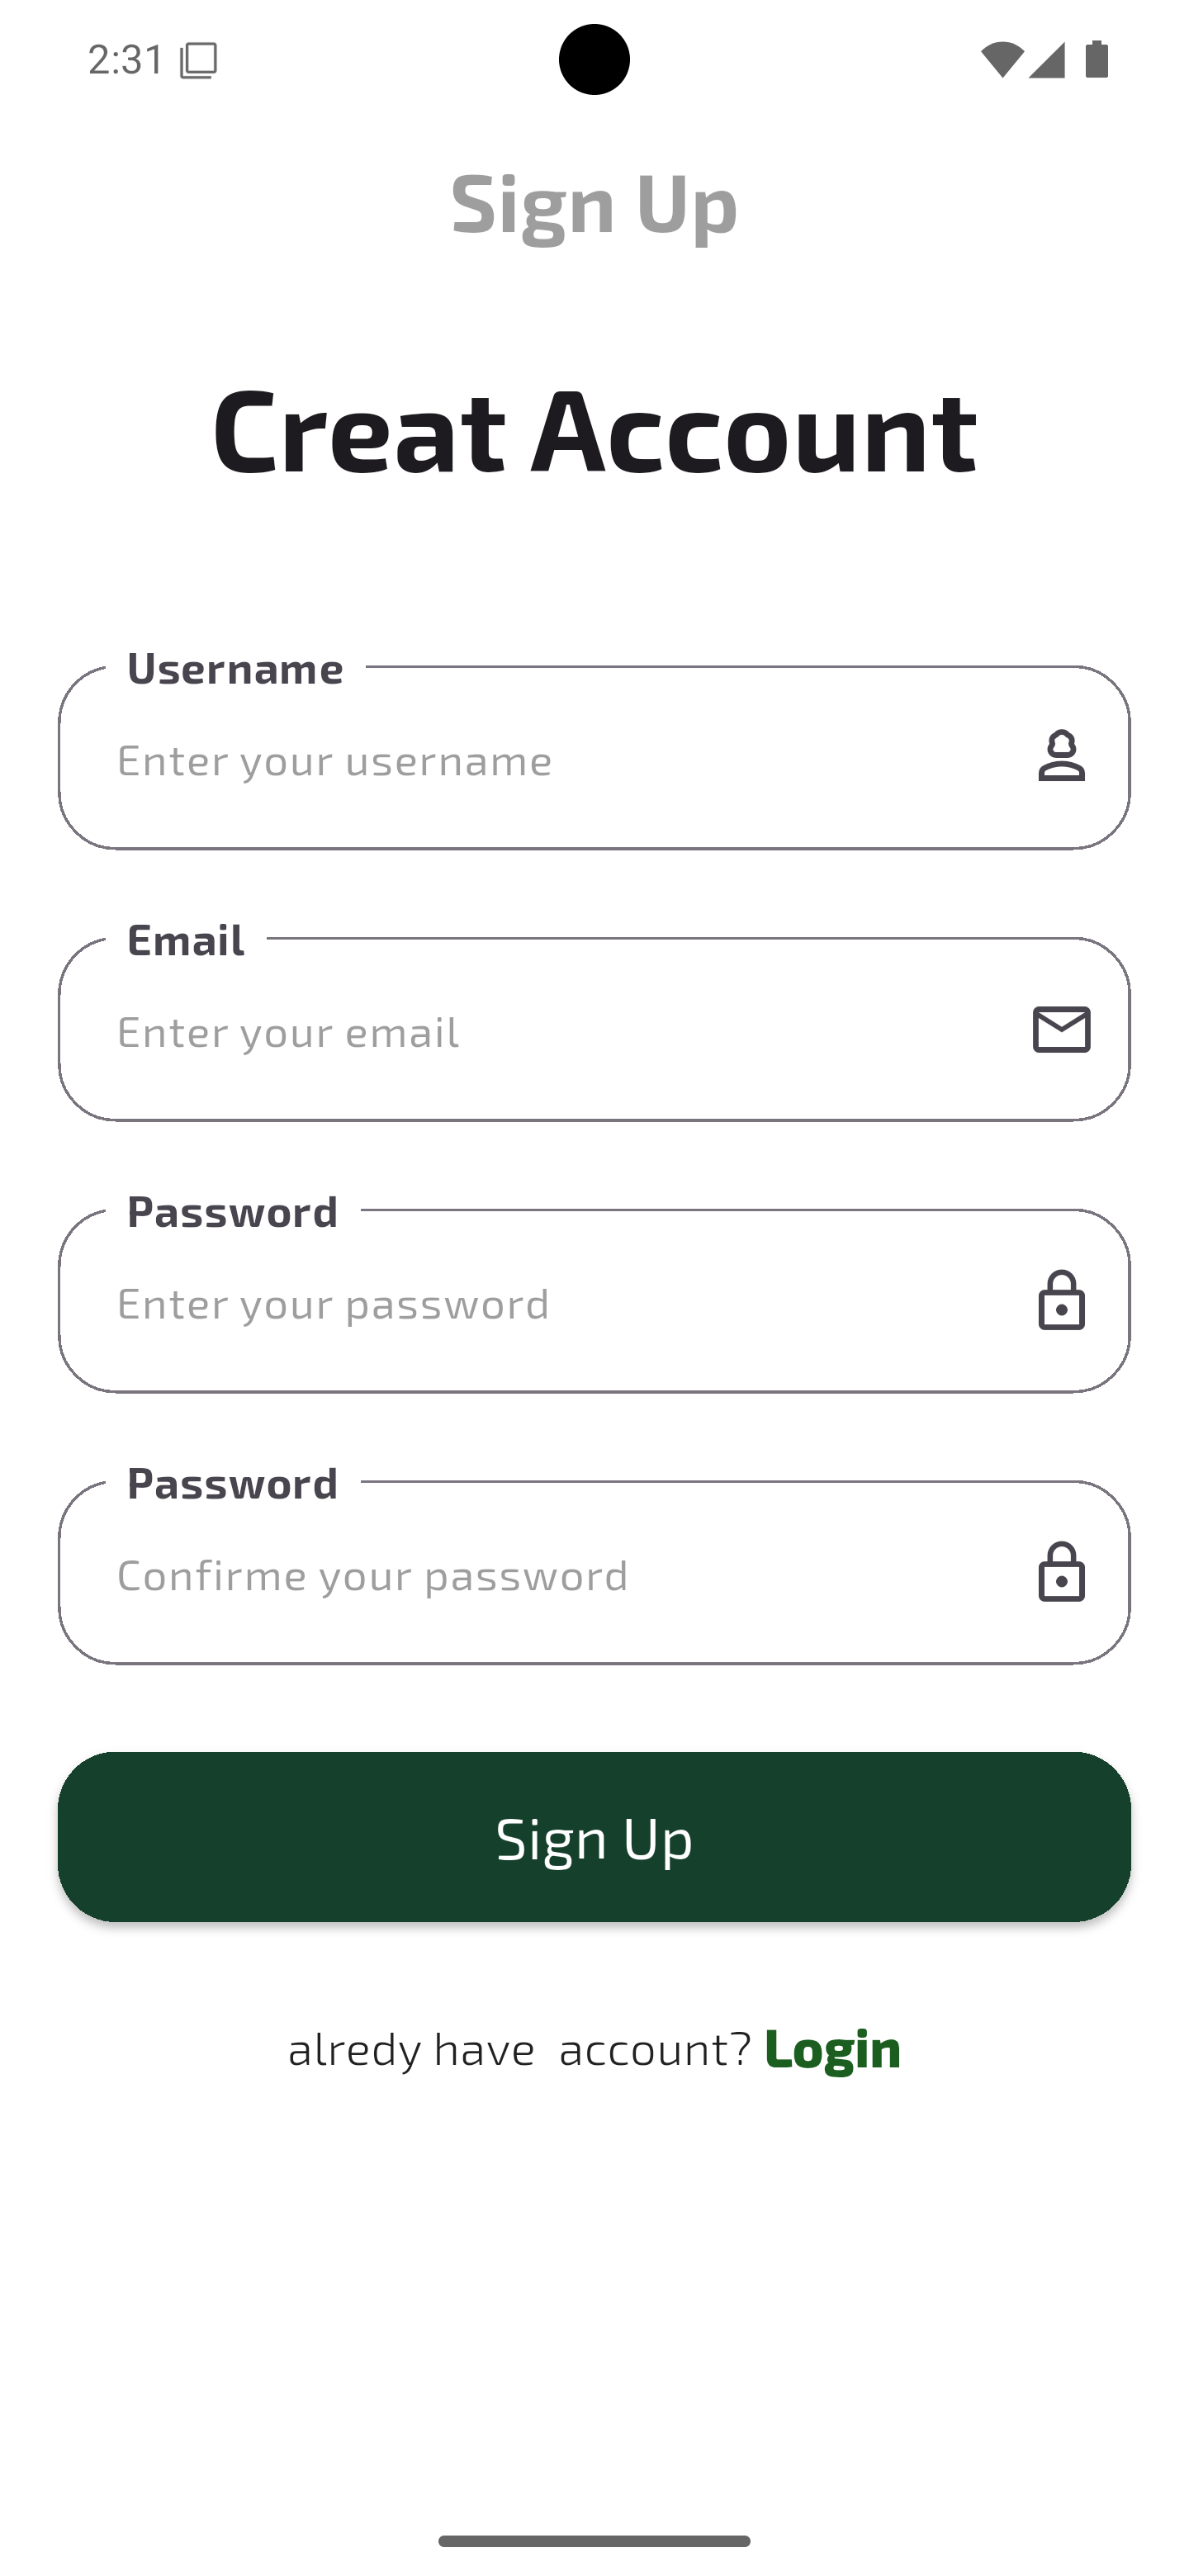 2:31
Sign Up
Creat Account
Username
Enter your username
Email
Enter your email
Password
Enter your password
Password
Confirme your password
Sign Up
alredy have  account? Login